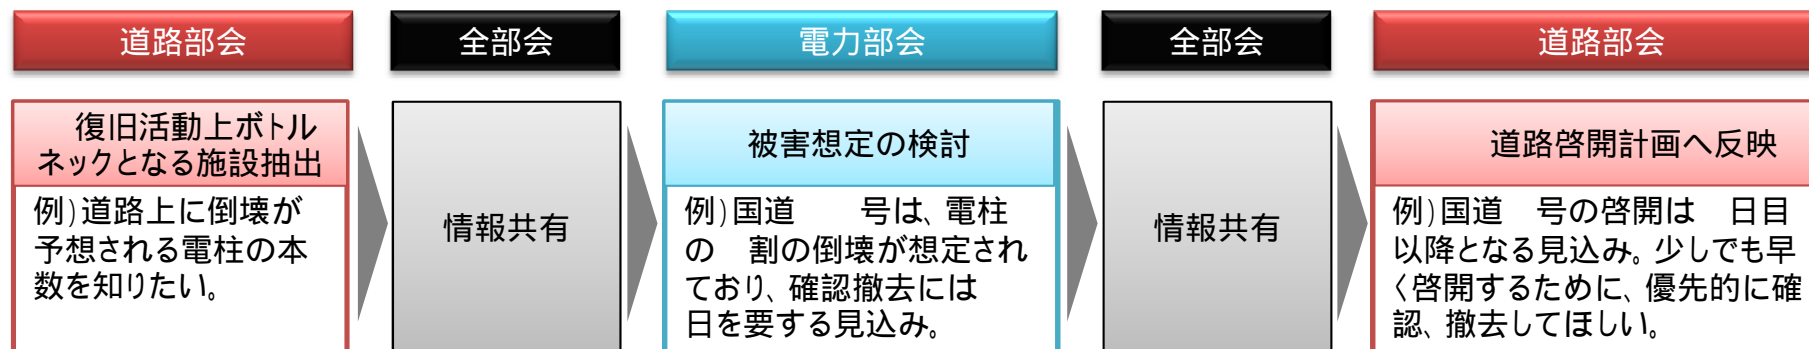 道路部会
全部会
電力部会
全部会
道路部会
復旧活動上ボトル
ネックとなる施設抽出
例)道路上に倒壊が
予想される電柱の本
数を知りたい。
情報共有
被害想定の検討
例)国道　　号は、電柱
の　割の倒壊が想定され
ており、確認撤去には
日を要する見込み。
情報共有
道路啓開計画へ反映
例)国道　号の啓開は　日目
以降となる見込み。少しでも早
く啓開するために、優先的に確
認、撤去してほしい。